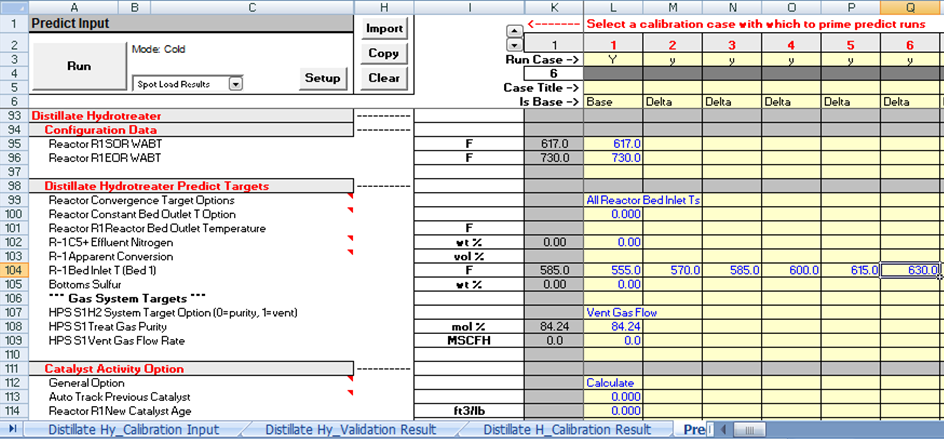 A B C H I K L M N O P Q
1 Predict Input Import <------- Select a calibration case with which to prime predict runs
2 Run Mode: Cold Copy 1 1 2 3 4 5 6
3 Run Case -> Y y y y y y
4 Spot Load Results Setup Clear 6
5 Case Title ->
6 Is Base -> Base Delta Delta Delta Delta Delta
93 Distillate Hydrotreater ----------
94 Configuration Data ----------
95 Reactor R1 SOR WABT F 617.0 617.0
96 Reactor R1 EOR WABT F 730.0 730.0
97
98 Distillate Hydrotreater Predict Targets ----------
99 Reactor Convergence Target Options All Reactor Bed Inlet Ts
100 Reactor Constant Bed Outlet T Option 0.000
101 Reactor R1 Reactor Bed Outlet Temperature F
102 R-1 C5+ Effluent Nitrogen wt % 0.00 0.00
103 R-1 Apparent Conversion vol %
104 R-1 Bed Inlet T (Bed 1) F 585.0 555.0 570.0 585.0 600.0 615.0 630.0
105 Bottoms Sulfur wt % 0.00 0.00
106 *** Gas System Targets ***
107 HPS S1 H2 System Target Option (0=purity, 1=vent) Vent Gas Flow
108 HPS S1 Treat Gas Purity mol % 84.24 84.24
109 HPS S1 Vent Gas Flow Rate MSCFH 0.0 0.0
110
111 Catalyst Activity Option ----------
112 General Option Calculate
113 Auto Track Previous Catalyst 0.000
114 Reactor R1 New Catalyst Age ft3/lb 0.000
Distillate Hy_Calibration Input Distillate Hy_Validation Result Distillate H_Calibration Result Pre